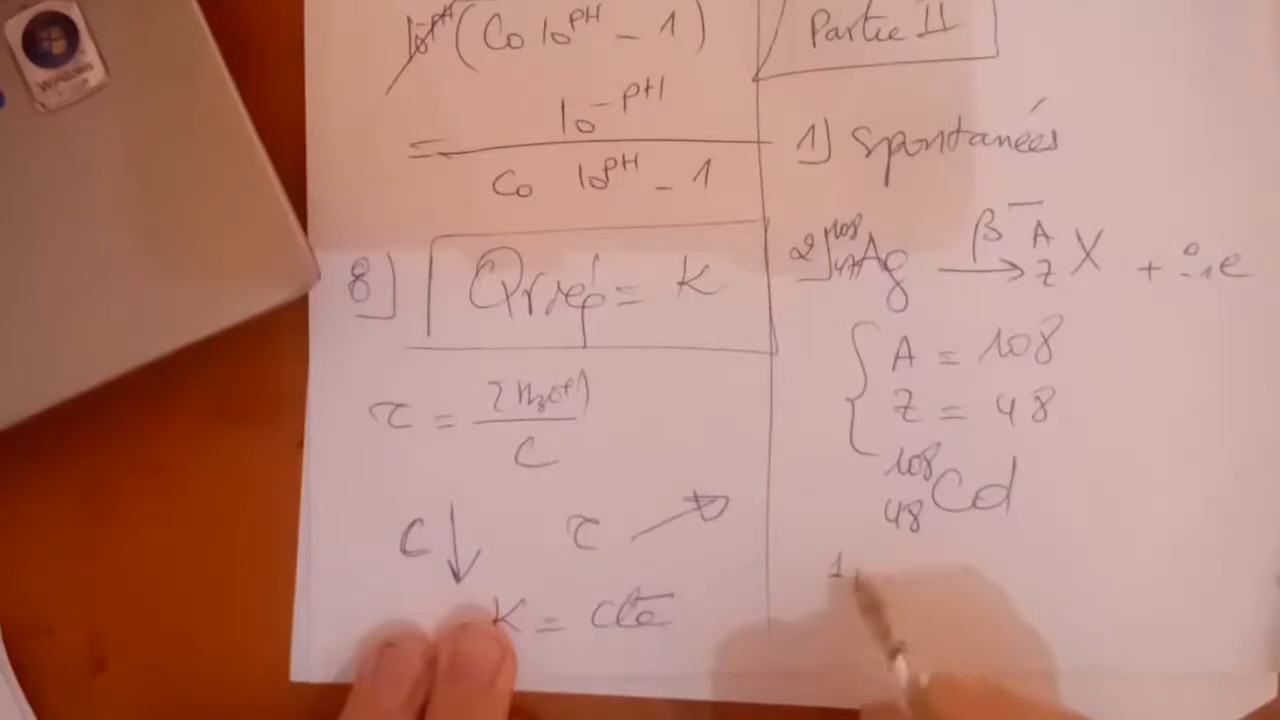 Windows
10^-PH (Co 10^PH - 1)
10^-PH
=
Co 10^PH - 1
8] Qr,éq = K
τ = [H3O+]
C
C ↓ τ ↗
K = cte
Partie II
1] Spontanées
2] 108 47 Ag β- → A Z X + 0 -1 e
{ A = 108
Z = 48
108
48 Cd
1